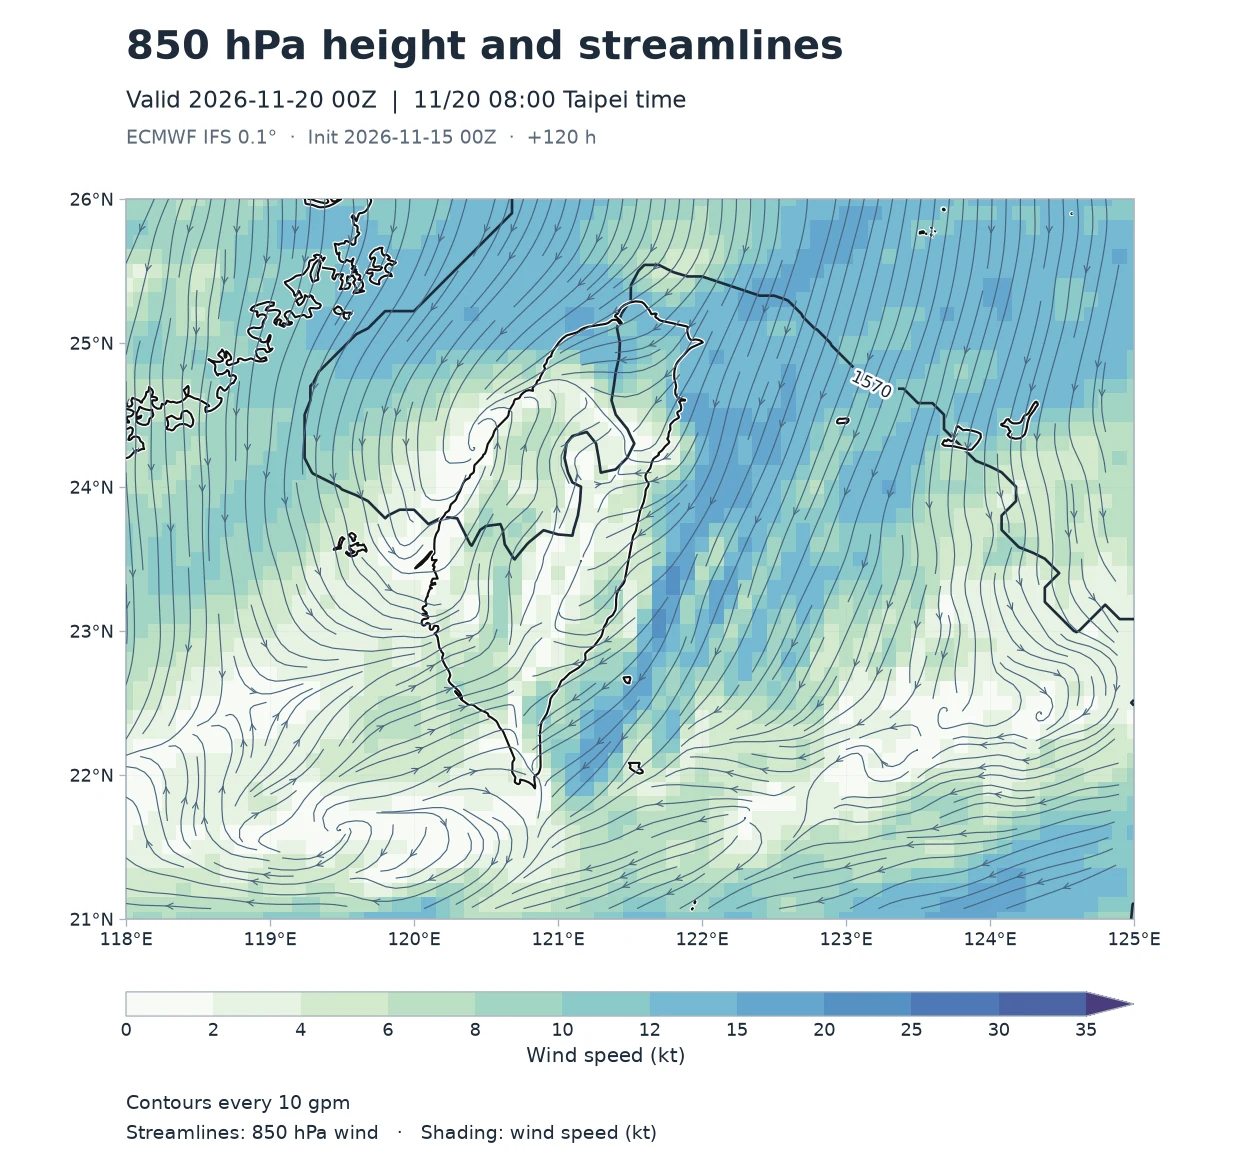 850 hPa height and streamlines
Valid 2026-11-20 00Z | 11/20 08:00 Taipei time
ECMWF IFS 0.1° · Init 2026-11-15 00Z · +120 h
26°N
25°N
24°N
23°N
22°N
21°N
1570
118°E 119°E 120°E 121°E 122°E 123°E 124°E 125°E
0 2 4 6 8 10 12 15 20 25 30 35
Wind speed (kt)
Contours every 10 gpm
Streamlines: 850 hPa wind · Shading: wind speed (kt)